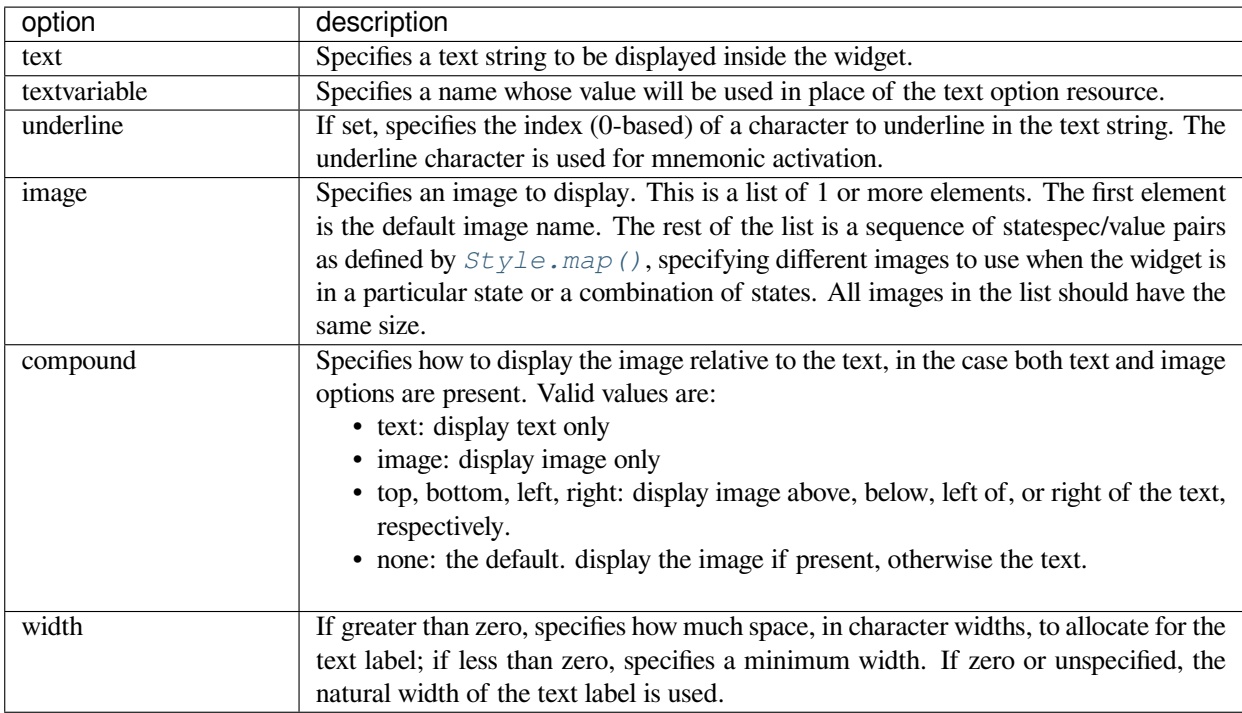 option description
text Specifies a text string to be displayed inside the widget.
textvariable Specifies a name whose value will be used in place of the text option resource.
underline If set, specifies the index (0-based) of a character to underline in the text string. The
underline character is used for mnemonic activation.
image Specifies an image to display. This is a list of 1 or more elements. The first element
is the default image name. The rest of the list is a sequence of statespec/value pairs
as defined by Style.map(), specifying different images to use when the widget is
in a particular state or a combination of states. All images in the list should have the
same size.
compound Specifies how to display the image relative to the text, in the case both text and image
options are present. Valid values are:
• text: display text only
• image: display image only
• top, bottom, left, right: display image above, below, left of, or right of the text,
respectively.
• none: the default. display the image if present, otherwise the text.
width If greater than zero, specifies how much space, in character widths, to allocate for the
text label; if less than zero, specifies a minimum width. If zero or unspecified, the
natural width of the text label is used.